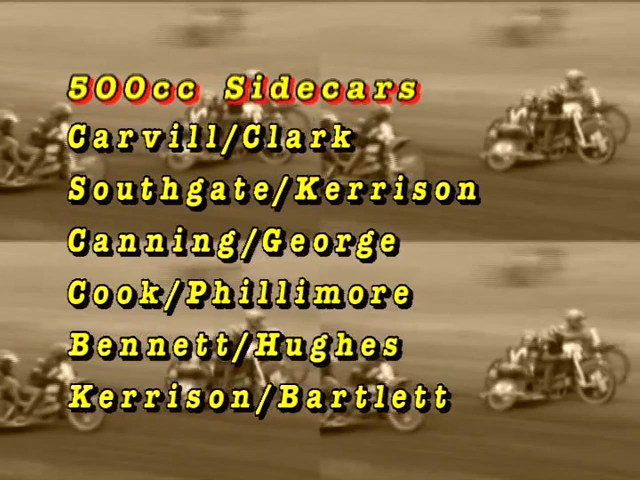 500cc Sidecars
Carvill/Clark
Southgate/Kerrison
Canning/George
Cook/Phillimore
Bennett/Hughes
Kerrison/Bartlett